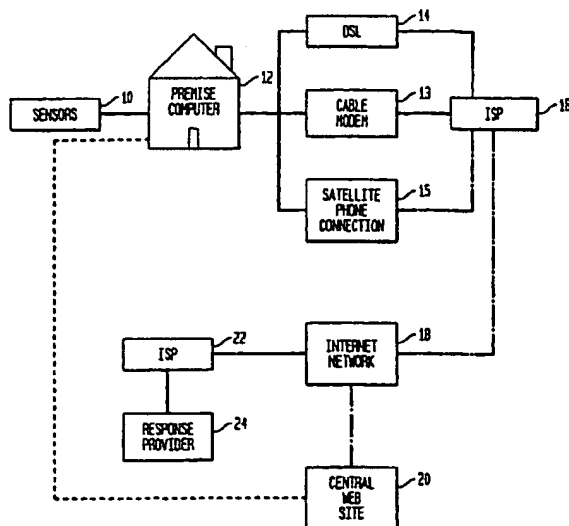 14
DSL
12
PREMISE
COMPUTER
10
SENSORS
13
CABLE
MODEM
ISP
16
15
SATELLITE
PHONE
CONNECTION
22
ISP
18
INTERNET
NETWORK
RESPONSE
PROVIDER
24
CENTRAL
WEB
SITE
20